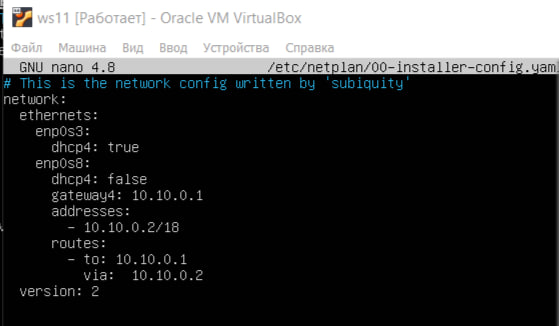 ws11 [Работает] - Oracle VM VirtualBox
Файл Машина Вид Ввод Устройства Справка
GNU nano 4.8 /etc/netplan/00-installer-config.yam
# This is the network config written by 'subiquity'
network:
  ethernets:
    enp0s3:
      dhcp4: true
    enp0s8:
      dhcp4: false
      gateway4: 10.10.0.1
      addresses:
        - 10.10.0.2/18
      routes:
        - to: 10.10.0.1
          via:  10.10.0.2
  version: 2